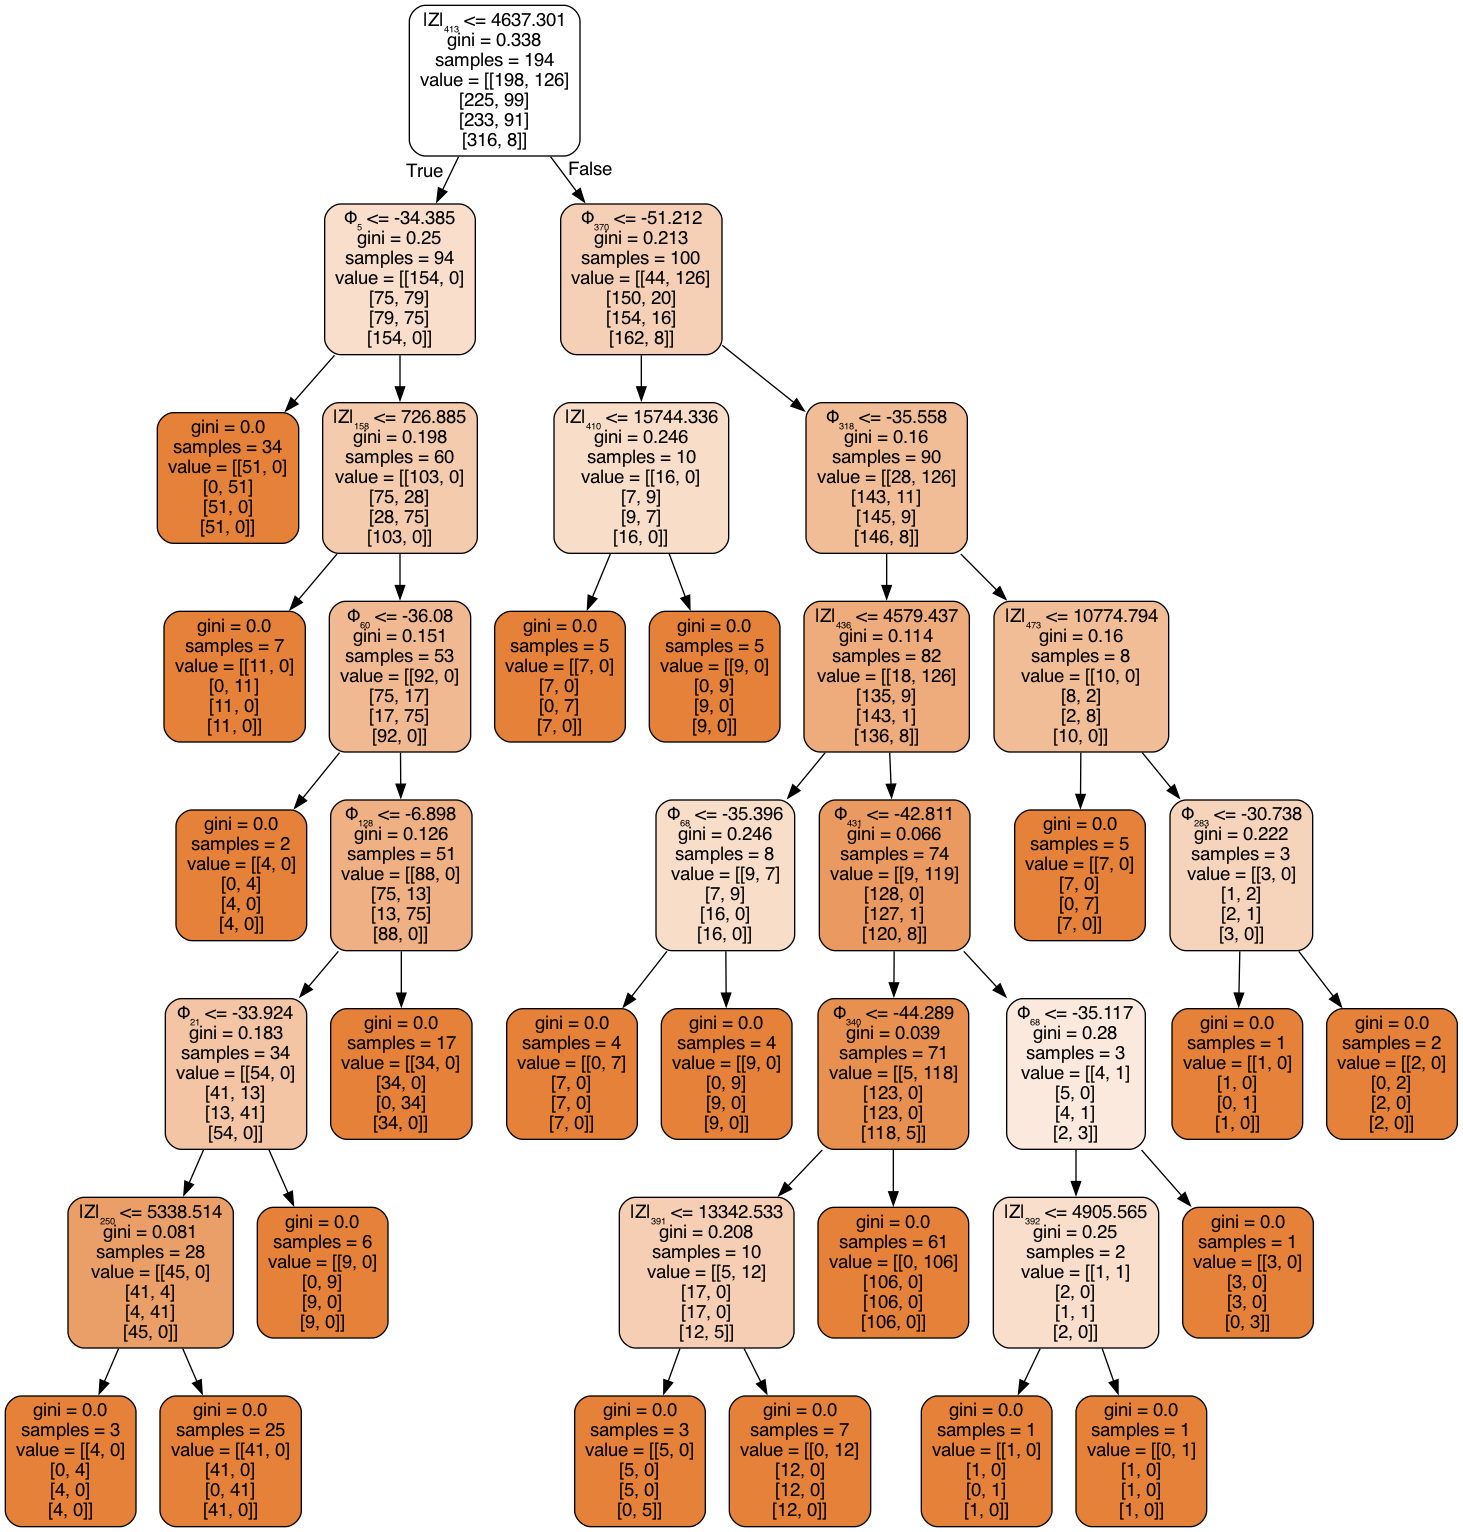 |Z|₄₁₃ <= 4637.301
gini = 0.338
samples = 194
value = [[198, 126]
[225, 99]
[233, 91]
[316, 8]]
True
False
Φ₅ <= -34.385
gini = 0.25
samples = 94
value = [[154, 0]
[75, 79]
[79, 75]
[154, 0]]
Φ₃₇₀ <= -51.212
gini = 0.213
samples = 100
value = [[44, 126]
[150, 20]
[154, 16]
[162, 8]]
gini = 0.0
samples = 34
value = [[51, 0]
[0, 51]
[51, 0]
[51, 0]]
|Z|₁₅₈ <= 726.885
gini = 0.198
samples = 60
value = [[103, 0]
[75, 28]
[28, 75]
[103, 0]]
|Z|₄₁₀ <= 15744.336
gini = 0.246
samples = 10
value = [[16, 0]
[7, 9]
[9, 7]
[16, 0]]
Φ₃₁₈ <= -35.558
gini = 0.16
samples = 90
value = [[28, 126]
[143, 11]
[145, 9]
[146, 8]]
gini = 0.0
samples = 7
value = [[11, 0]
[0, 11]
[11, 0]
[11, 0]]
Φ₆₀ <= -36.08
gini = 0.151
samples = 53
value = [[92, 0]
[75, 17]
[17, 75]
[92, 0]]
gini = 0.0
samples = 5
value = [[7, 0]
[7, 0]
[0, 7]
[7, 0]]
gini = 0.0
samples = 5
value = [[9, 0]
[0, 9]
[9, 0]
[9, 0]]
|Z|₄₃₆ <= 4579.437
gini = 0.114
samples = 82
value = [[18, 126]
[135, 9]
[143, 1]
[136, 8]]
|Z|₄₇₃ <= 10774.794
gini = 0.16
samples = 8
value = [[10, 0]
[8, 2]
[2, 8]
[10, 0]]
gini = 0.0
samples = 2
value = [[4, 0]
[0, 4]
[4, 0]
[4, 0]]
Φ₁₂₈ <= -6.898
gini = 0.126
samples = 51
value = [[88, 0]
[75, 13]
[13, 75]
[88, 0]]
Φ₆₈ <= -35.396
gini = 0.246
samples = 8
value = [[9, 7]
[7, 9]
[16, 0]
[16, 0]]
Φ₄₃₁ <= -42.811
gini = 0.066
samples = 74
value = [[9, 119]
[128, 0]
[127, 1]
[120, 8]]
gini = 0.0
samples = 5
value = [[7, 0]
[7, 0]
[0, 7]
[7, 0]]
Φ₂₈₃ <= -30.738
gini = 0.222
samples = 3
value = [[3, 0]
[1, 2]
[2, 1]
[3, 0]]
Φ₂₁ <= -33.924
gini = 0.183
samples = 34
value = [[54, 0]
[41, 13]
[13, 41]
[54, 0]]
gini = 0.0
samples = 17
value = [[34, 0]
[34, 0]
[0, 34]
[34, 0]]
gini = 0.0
samples = 4
value = [[0, 7]
[7, 0]
[7, 0]
[7, 0]]
gini = 0.0
samples = 4
value = [[9, 0]
[0, 9]
[9, 0]
[9, 0]]
Φ₃₄₀ <= -44.289
gini = 0.039
samples = 71
value = [[5, 118]
[123, 0]
[123, 0]
[118, 5]]
Φ₆₈ <= -35.117
gini = 0.28
samples = 3
value = [[4, 1]
[5, 0]
[4, 1]
[2, 3]]
gini = 0.0
samples = 1
value = [[1, 0]
[1, 0]
[0, 1]
[1, 0]]
gini = 0.0
samples = 2
value = [[2, 0]
[0, 2]
[2, 0]
[2, 0]]
|Z|₂₅₀ <= 5338.514
gini = 0.081
samples = 28
value = [[45, 0]
[41, 4]
[4, 41]
[45, 0]]
gini = 0.0
samples = 6
value = [[9, 0]
[0, 9]
[9, 0]
[9, 0]]
|Z|₃₉₁ <= 13342.533
gini = 0.208
samples = 10
value = [[5, 12]
[17, 0]
[17, 0]
[12, 5]]
gini = 0.0
samples = 61
value = [[0, 106]
[106, 0]
[106, 0]
[106, 0]]
|Z|₃₉₂ <= 4905.565
gini = 0.25
samples = 2
value = [[1, 1]
[2, 0]
[1, 1]
[2, 0]]
gini = 0.0
samples = 1
value = [[3, 0]
[3, 0]
[3, 0]
[0, 3]]
gini = 0.0
samples = 3
value = [[4, 0]
[0, 4]
[4, 0]
[4, 0]]
gini = 0.0
samples = 25
value = [[41, 0]
[41, 0]
[0, 41]
[41, 0]]
gini = 0.0
samples = 3
value = [[5, 0]
[5, 0]
[5, 0]
[0, 5]]
gini = 0.0
samples = 7
value = [[0, 12]
[12, 0]
[12, 0]
[12, 0]]
gini = 0.0
samples = 1
value = [[1, 0]
[1, 0]
[0, 1]
[1, 0]]
gini = 0.0
samples = 1
value = [[0, 1]
[1, 0]
[1, 0]
[1, 0]]